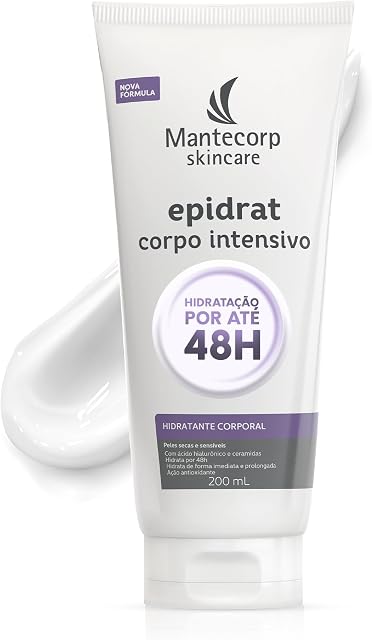 NOVA
FÓRMULA
Mantecorp
skincare
epidrat
corpo intensivo
HIDRATAÇÃO
POR ATÉ
48H
HIDRATANTE CORPORAL
Peles secas e sensíveis
Com ácido hialurônico e ceramidas
Hidrata por 48h
Hidrata de forma imediata e prolongada
Ação antioxidante
200 mL